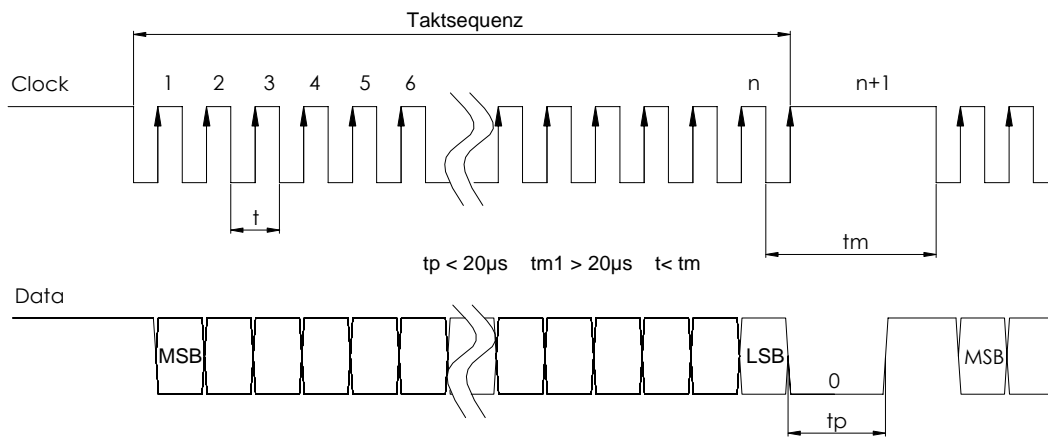 Taktsequenz
Clock 1 2 3 4 5 6 n n+1
t
tm
tp < 20µs tm1 > 20µs t< tm
Data
MSB LSB 0 MSB
tp